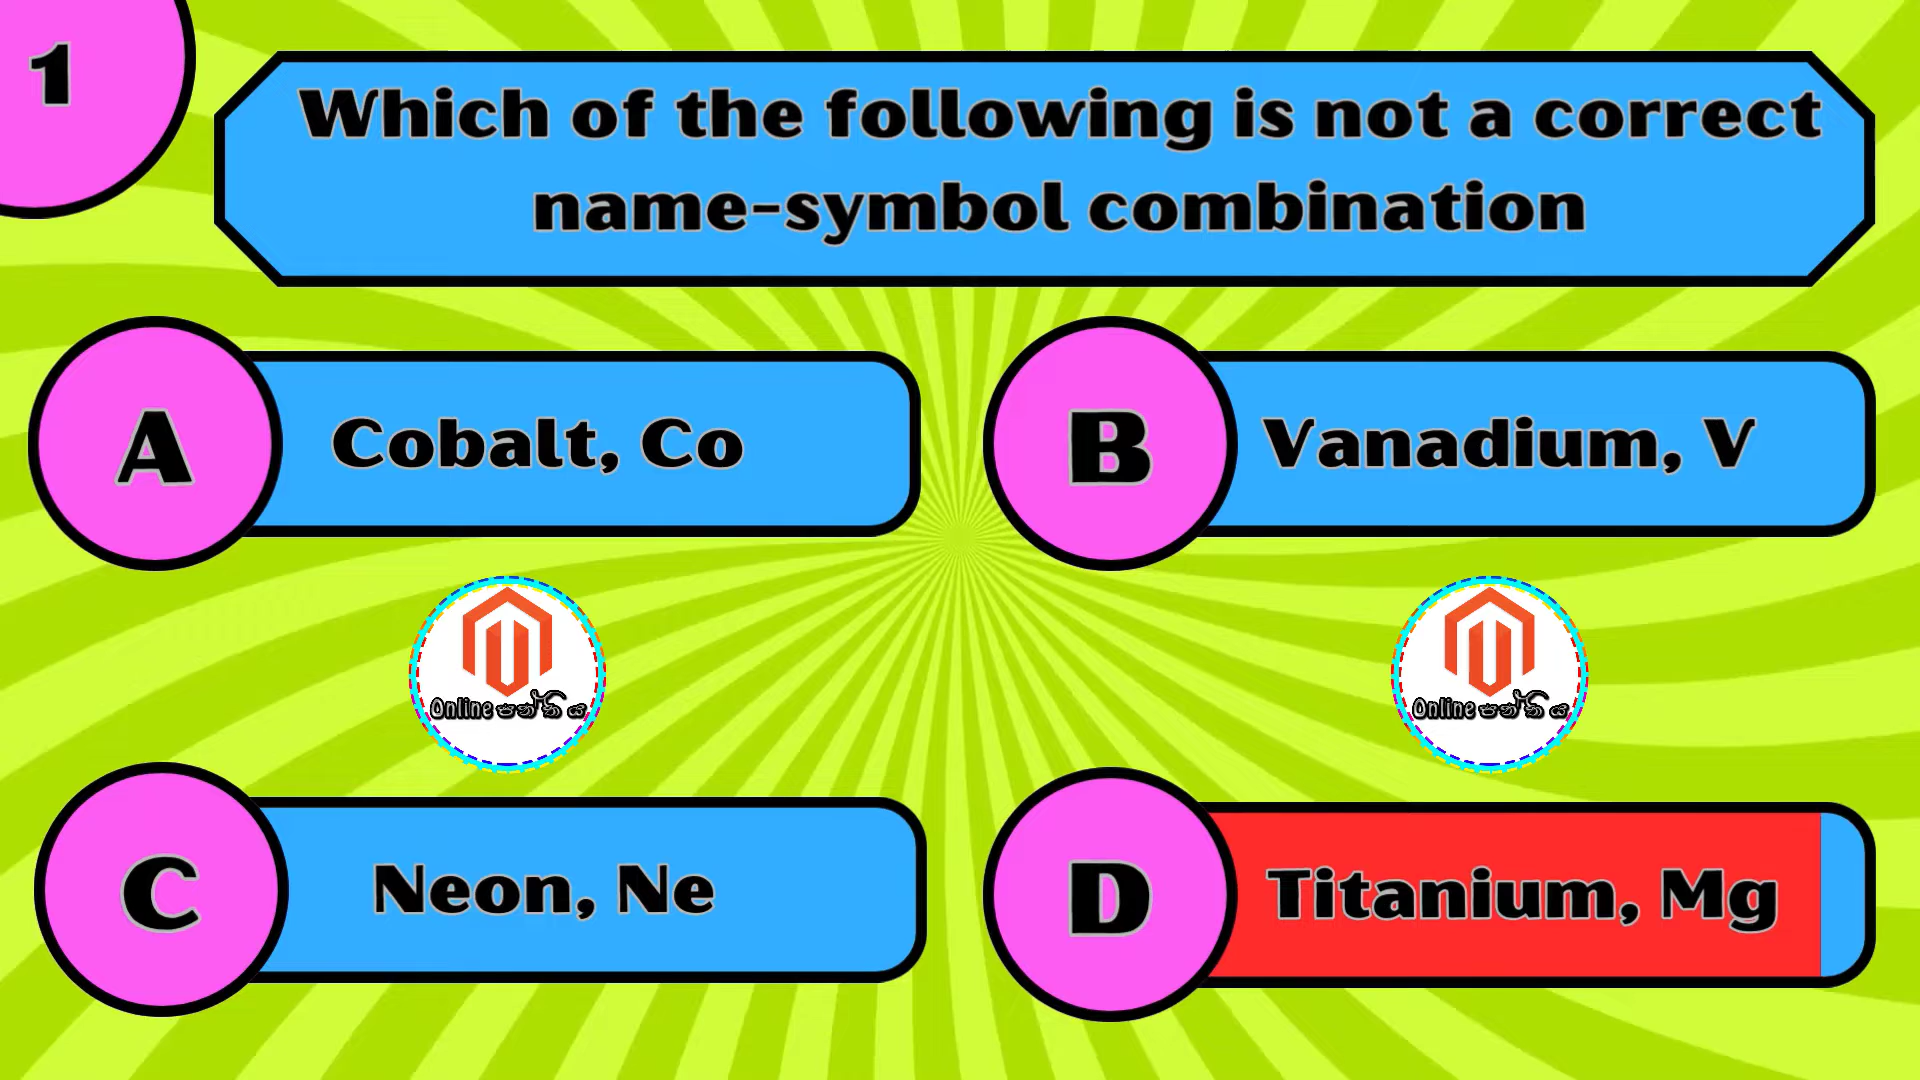 1
Which of the following is not a correct
name-symbol combination
A
Cobalt, Co
B
Vanadium, V
Online පන්තිය
Online පන්තිය
C
Neon, Ne
D
Titanium, Mg